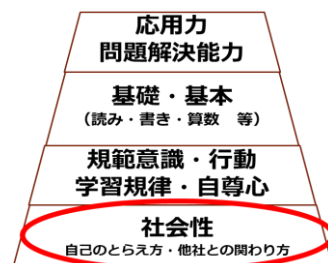 応用力
問題解決能力
基礎・基本
（読み・書き・算数　等）
規範意識・行動
学習規律・自尊心
社会性
自己のとらえ方・他社との関わり方